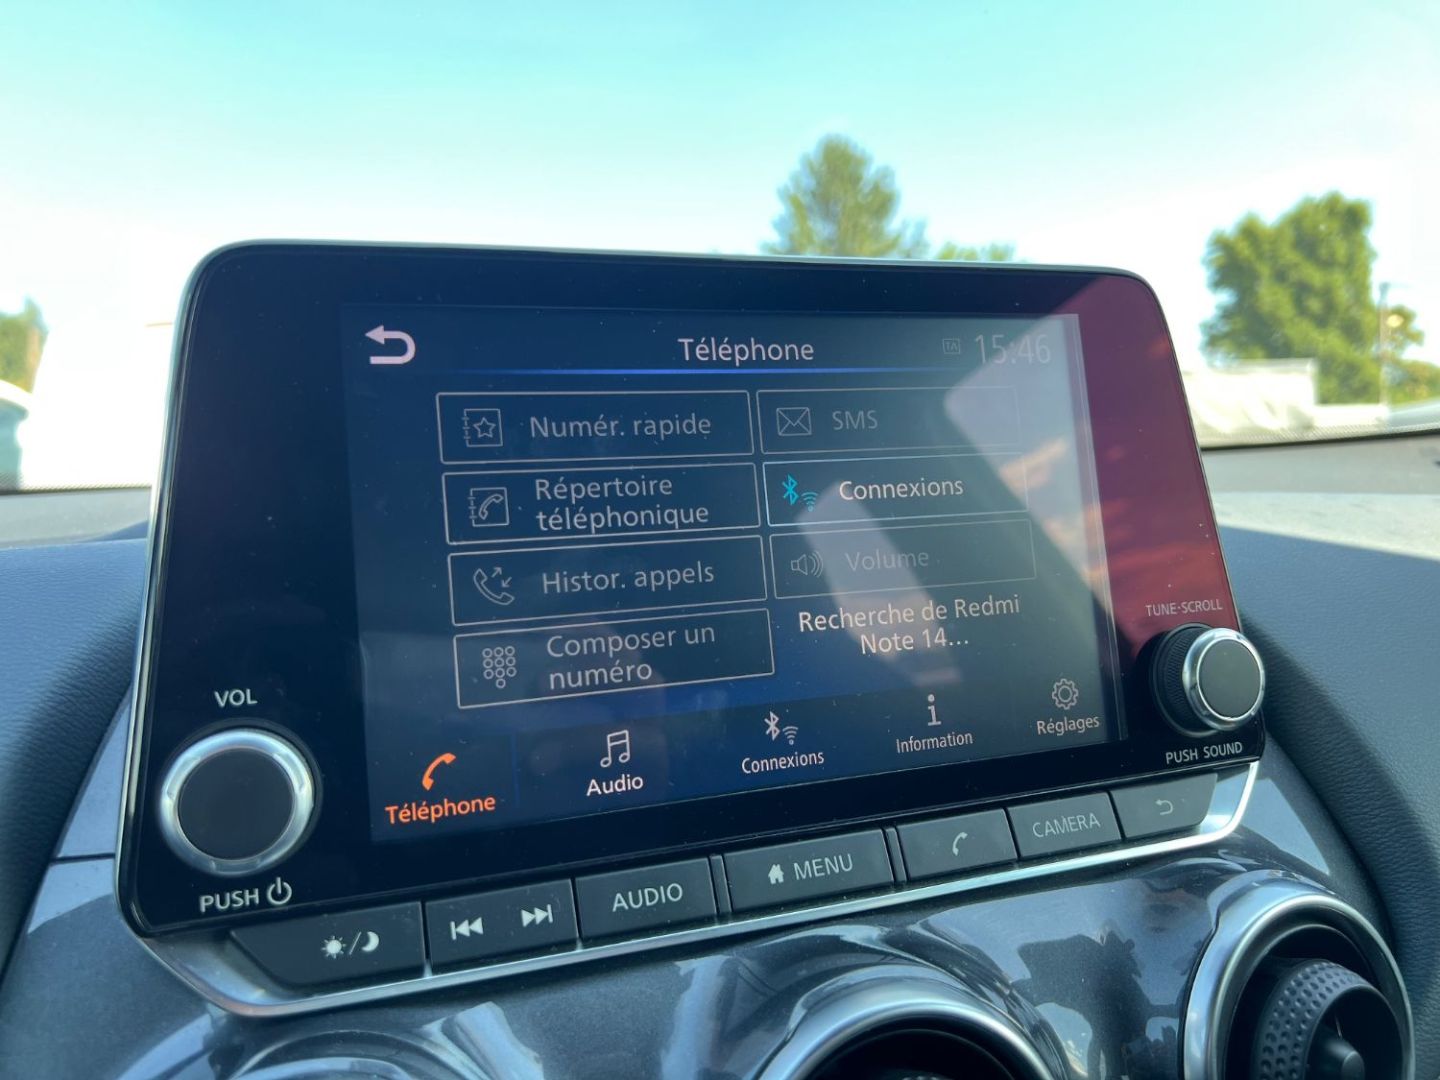 Téléphone
TA 15:46
Numér. rapide
SMS
Répertoire
téléphonique
Connexions
Histor. appels
Volume
Composer un
numéro
Recherche de Redmi
Note 14...
Téléphone
Audio
Connexions
Information
Réglages
VOL
PUSH
TUNE·SCROLL
PUSH SOUND
AUDIO
MENU
CAMERA